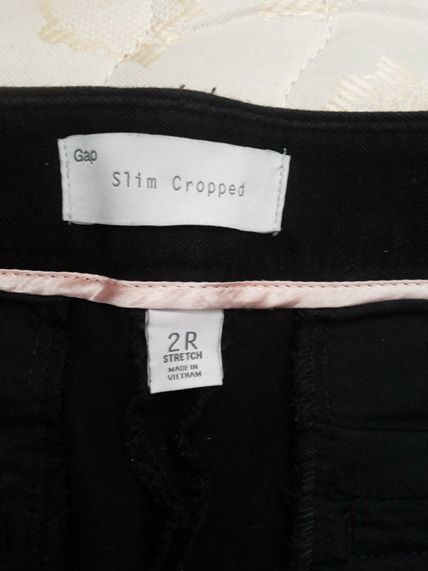 Gap
Slim Cropped
2R
STRETCH
MADE IN
VIETNAM